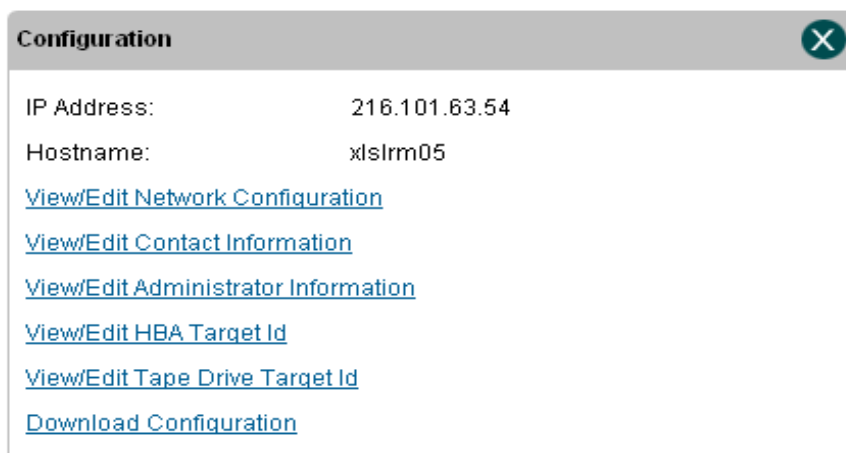 Configuration
IP Address: 216.101.63.54
Hostname: xlslrm05
View/Edit Network Configuration
View/Edit Contact Information
View/Edit Administrator Information
View/Edit HBA Target Id
View/Edit Tape Drive Target Id
Download Configuration